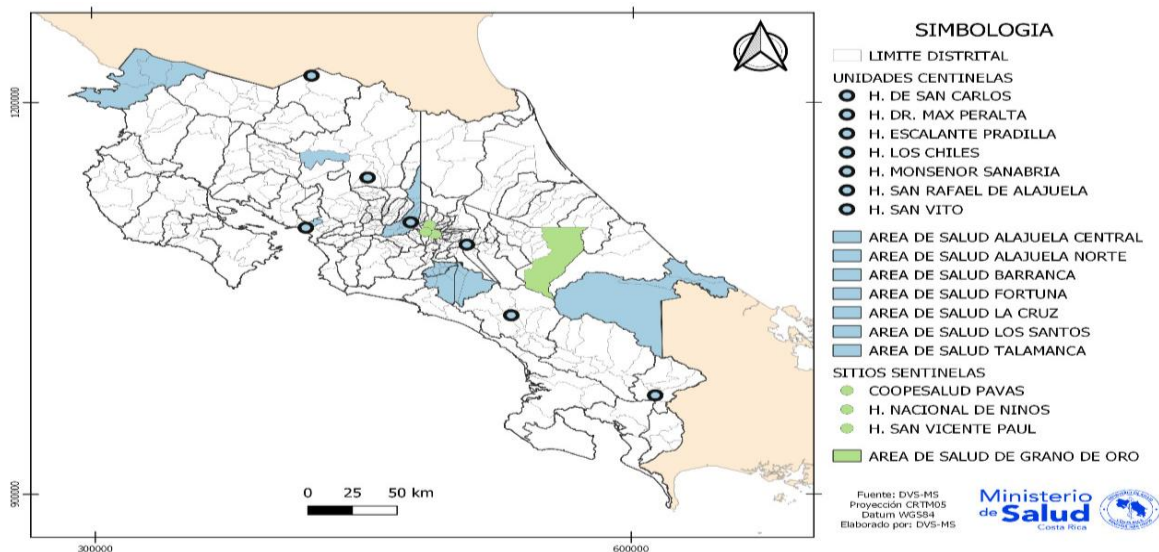 SIMBOLOGIA
LIMITE DISTRITAL
UNIDADES CENTINELAS
H. DE SAN CARLOS
H. DR. MAX PERALTA
H. ESCALANTE PRADILLA
H. LOS CHILES
H. MONSENOR SANABRIA
H. SAN RAFAEL DE ALAJUELA
H. SAN VITO
AREA DE SALUD ALAJUELA CENTRAL
AREA DE SALUD ALAJUELA NORTE
AREA DE SALUD BARRANCA
AREA DE SALUD FORTUNA
AREA DE SALUD LA CRUZ
AREA DE SALUD LOS SANTOS
AREA DE SALUD TALAMANCA
SITIOS SENTINELAS
COOPESALUD PAVAS
H. NACIONAL DE NINOS
H. SAN VICENTE PAUL
AREA DE SALUD DE GRANO DE ORO
Fuente: DVS-MS
Proyección CRTM05
Datum WGS84
Elaborado por: DVS-MS
Ministerio
de Salud
Costa Rica
1200000
900000
0 25 50 km
300000
600000